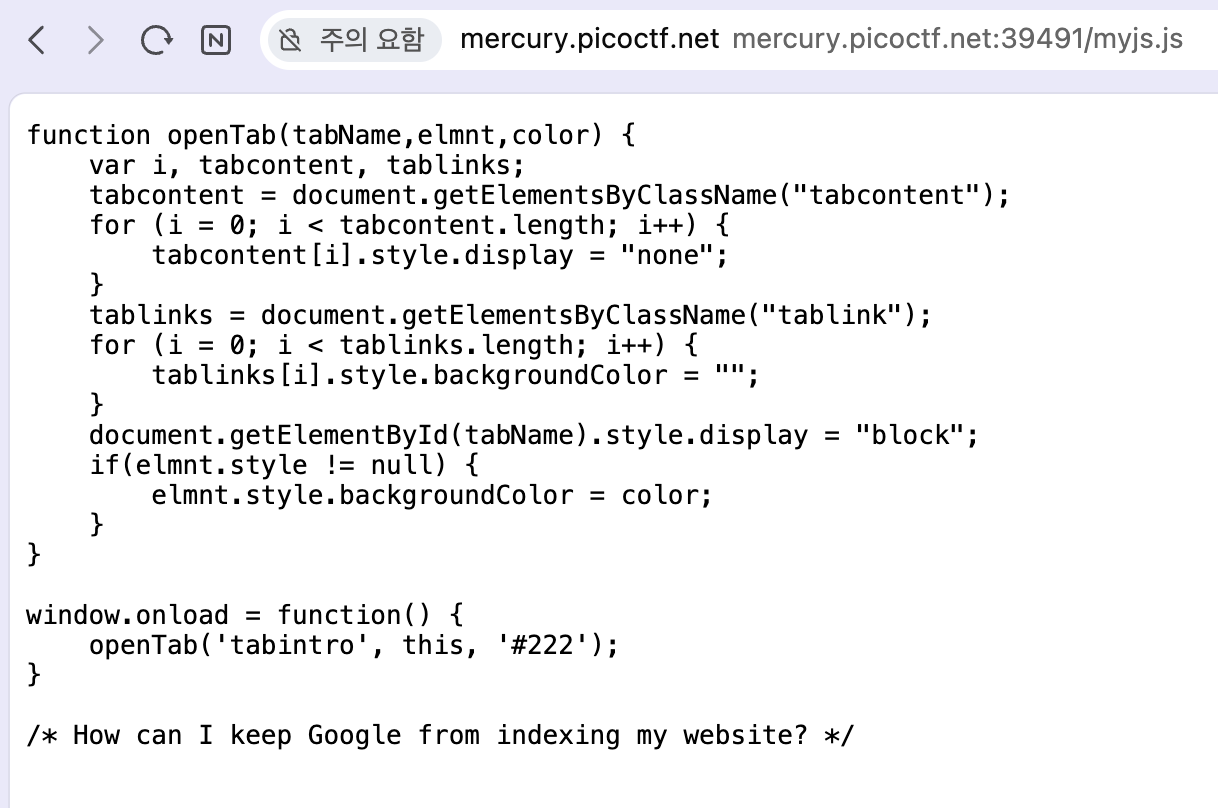 주의 요함 mercury.picoctf.net mercury.picoctf.net:39491/myjs.js
function openTab(tabName,elmnt,color) {
    var i, tabcontent, tablinks;
    tabcontent = document.getElementsByClassName("tabcontent");
    for (i = 0; i < tabcontent.length; i++) {
        tabcontent[i].style.display = "none";
    }
    tablinks = document.getElementsByClassName("tablink");
    for (i = 0; i < tablinks.length; i++) {
        tablinks[i].style.backgroundColor = "";
    }
    document.getElementById(tabName).style.display = "block";
    if(elmnt.style != null) {
        elmnt.style.backgroundColor = color;
    }
}
window.onload = function() {
    openTab('tabintro', this, '#222');
}
/* How can I keep Google from indexing my website? */